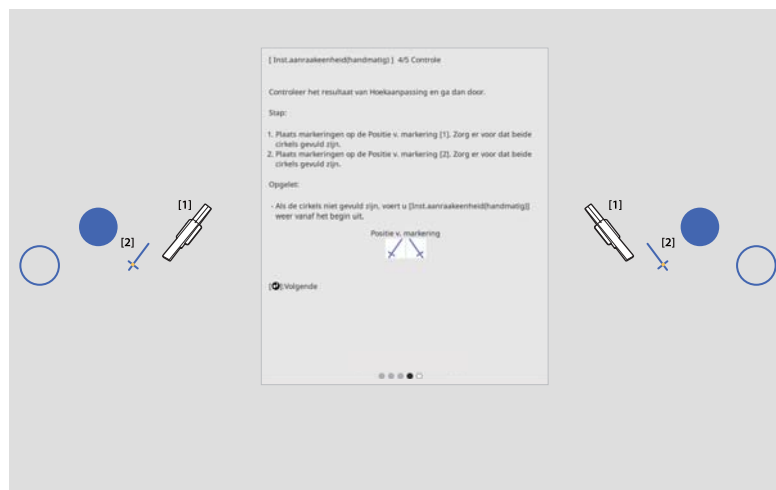 [ Inst.aanraakeenheid(handmatig) ] 4/5 Controle
Controleer het resultaat van Hoekaanpassing en ga dan door.
Stap:
1. Plaats markeringen op de Positie v. markering [1]. Zorg er voor dat beide
cirkels gevuld zijn.
2. Plaats markeringen op de Positie v. markering [2]. Zorg er voor dat beide
cirkels gevuld zijn.
Opgelet:
- Als de cirkels niet gevuld zijn, voert u [Inst.aanraakeenheid(handmatig)]
weer vanaf het begin uit.
[1]
[1]
Positie v. markering
[2]
[2]
[ ]:Volgende